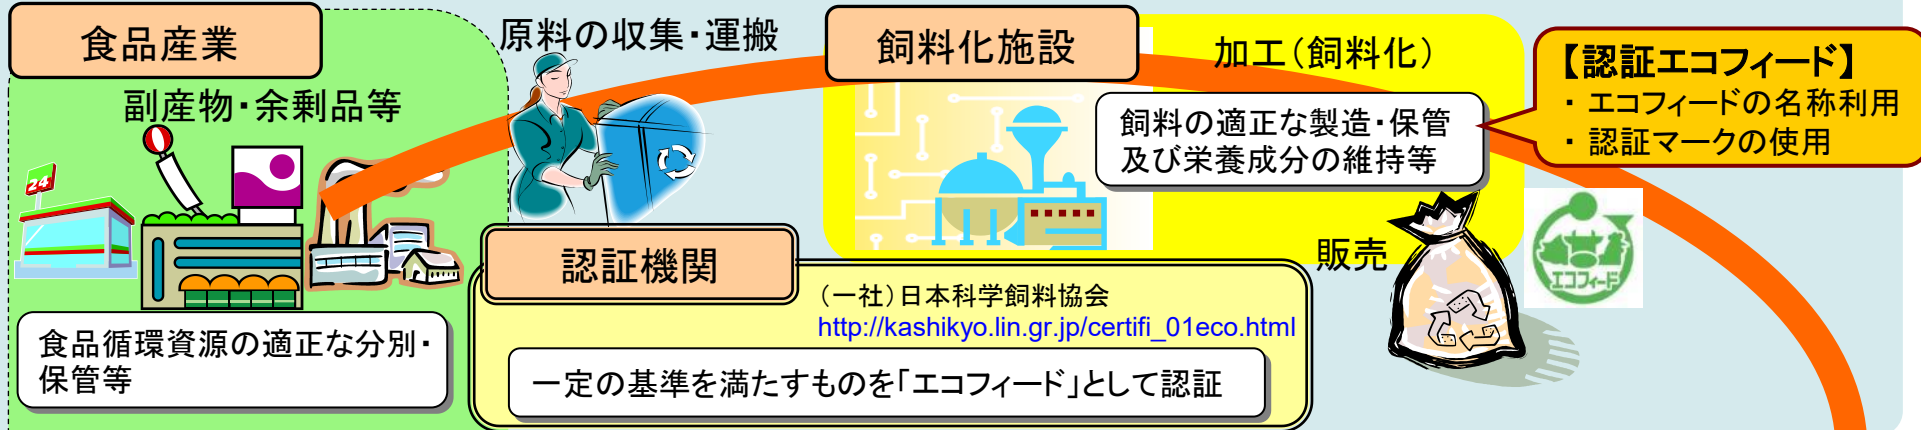 食品産業
副産物・余剰品等
24
食品循環資源の適正な分別・
保管等
原料の収集・運搬
飼料化施設
加工（飼料化）
飼料の適正な製造・保管
及び栄養成分の維持等
【認証エコフィード】
・ エコフィードの名称利用
・ 認証マークの使用
販売
エコフィード
認証機関
（一社）日本科学飼料協会
http://kashikyo.lin.gr.jp/certifi_01eco.html
一定の基準を満たすものを「エコフィード」として認証